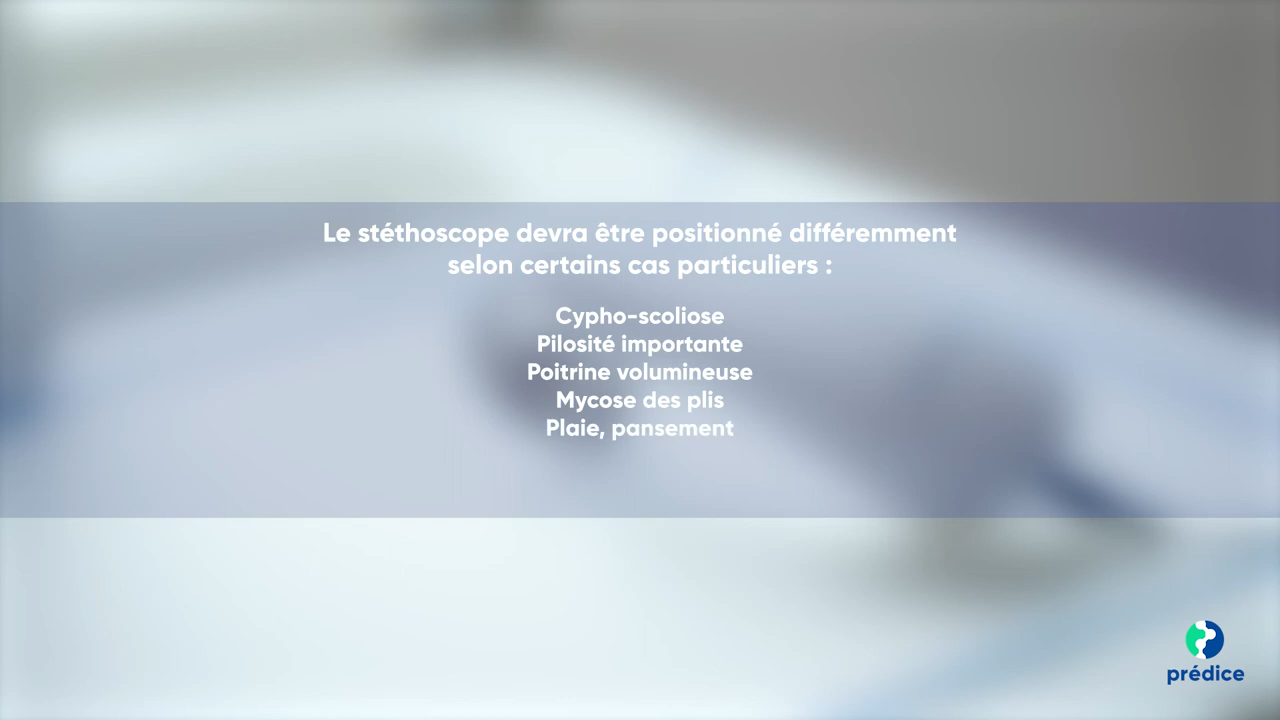 Le stéthoscope devra être positionné différemment
selon certains cas particuliers :
Cypho-scoliose
Pilosité importante
Poitrine volumineuse
Mycose des plis
Plaie, pansement
prédice